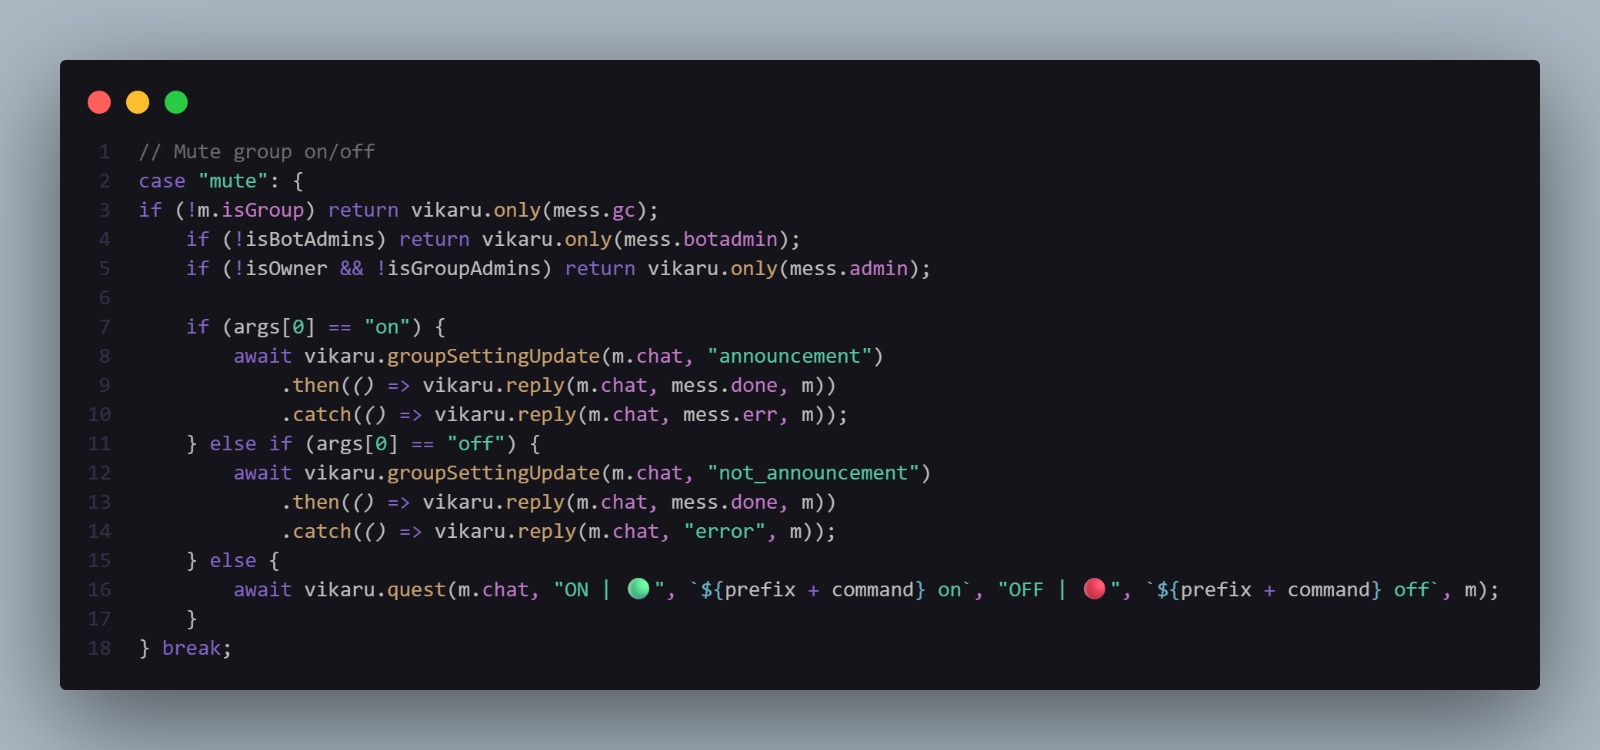 1 // Mute group on/off
2 case "mute": {
3 if (!m.isGroup) return vikaru.only(mess.gc);
4     if (!isBotAdmins) return vikaru.only(mess.botadmin);
5     if (!isOwner && !isGroupAdmins) return vikaru.only(mess.admin);
6
7     if (args[0] == "on") {
8         await vikaru.groupSettingUpdate(m.chat, "announcement")
9             .then(() => vikaru.reply(m.chat, mess.done, m))
10             .catch(() => vikaru.reply(m.chat, mess.err, m));
11     } else if (args[0] == "off") {
12         await vikaru.groupSettingUpdate(m.chat, "not_announcement")
13             .then(() => vikaru.reply(m.chat, mess.done, m))
14             .catch(() => vikaru.reply(m.chat, "error", m));
15     } else {
16         await vikaru.quest(m.chat, "ON | 🟢", `${prefix + command} on`, "OFF | 🔴", `${prefix + command} off`, m);
17     }
18 } break;